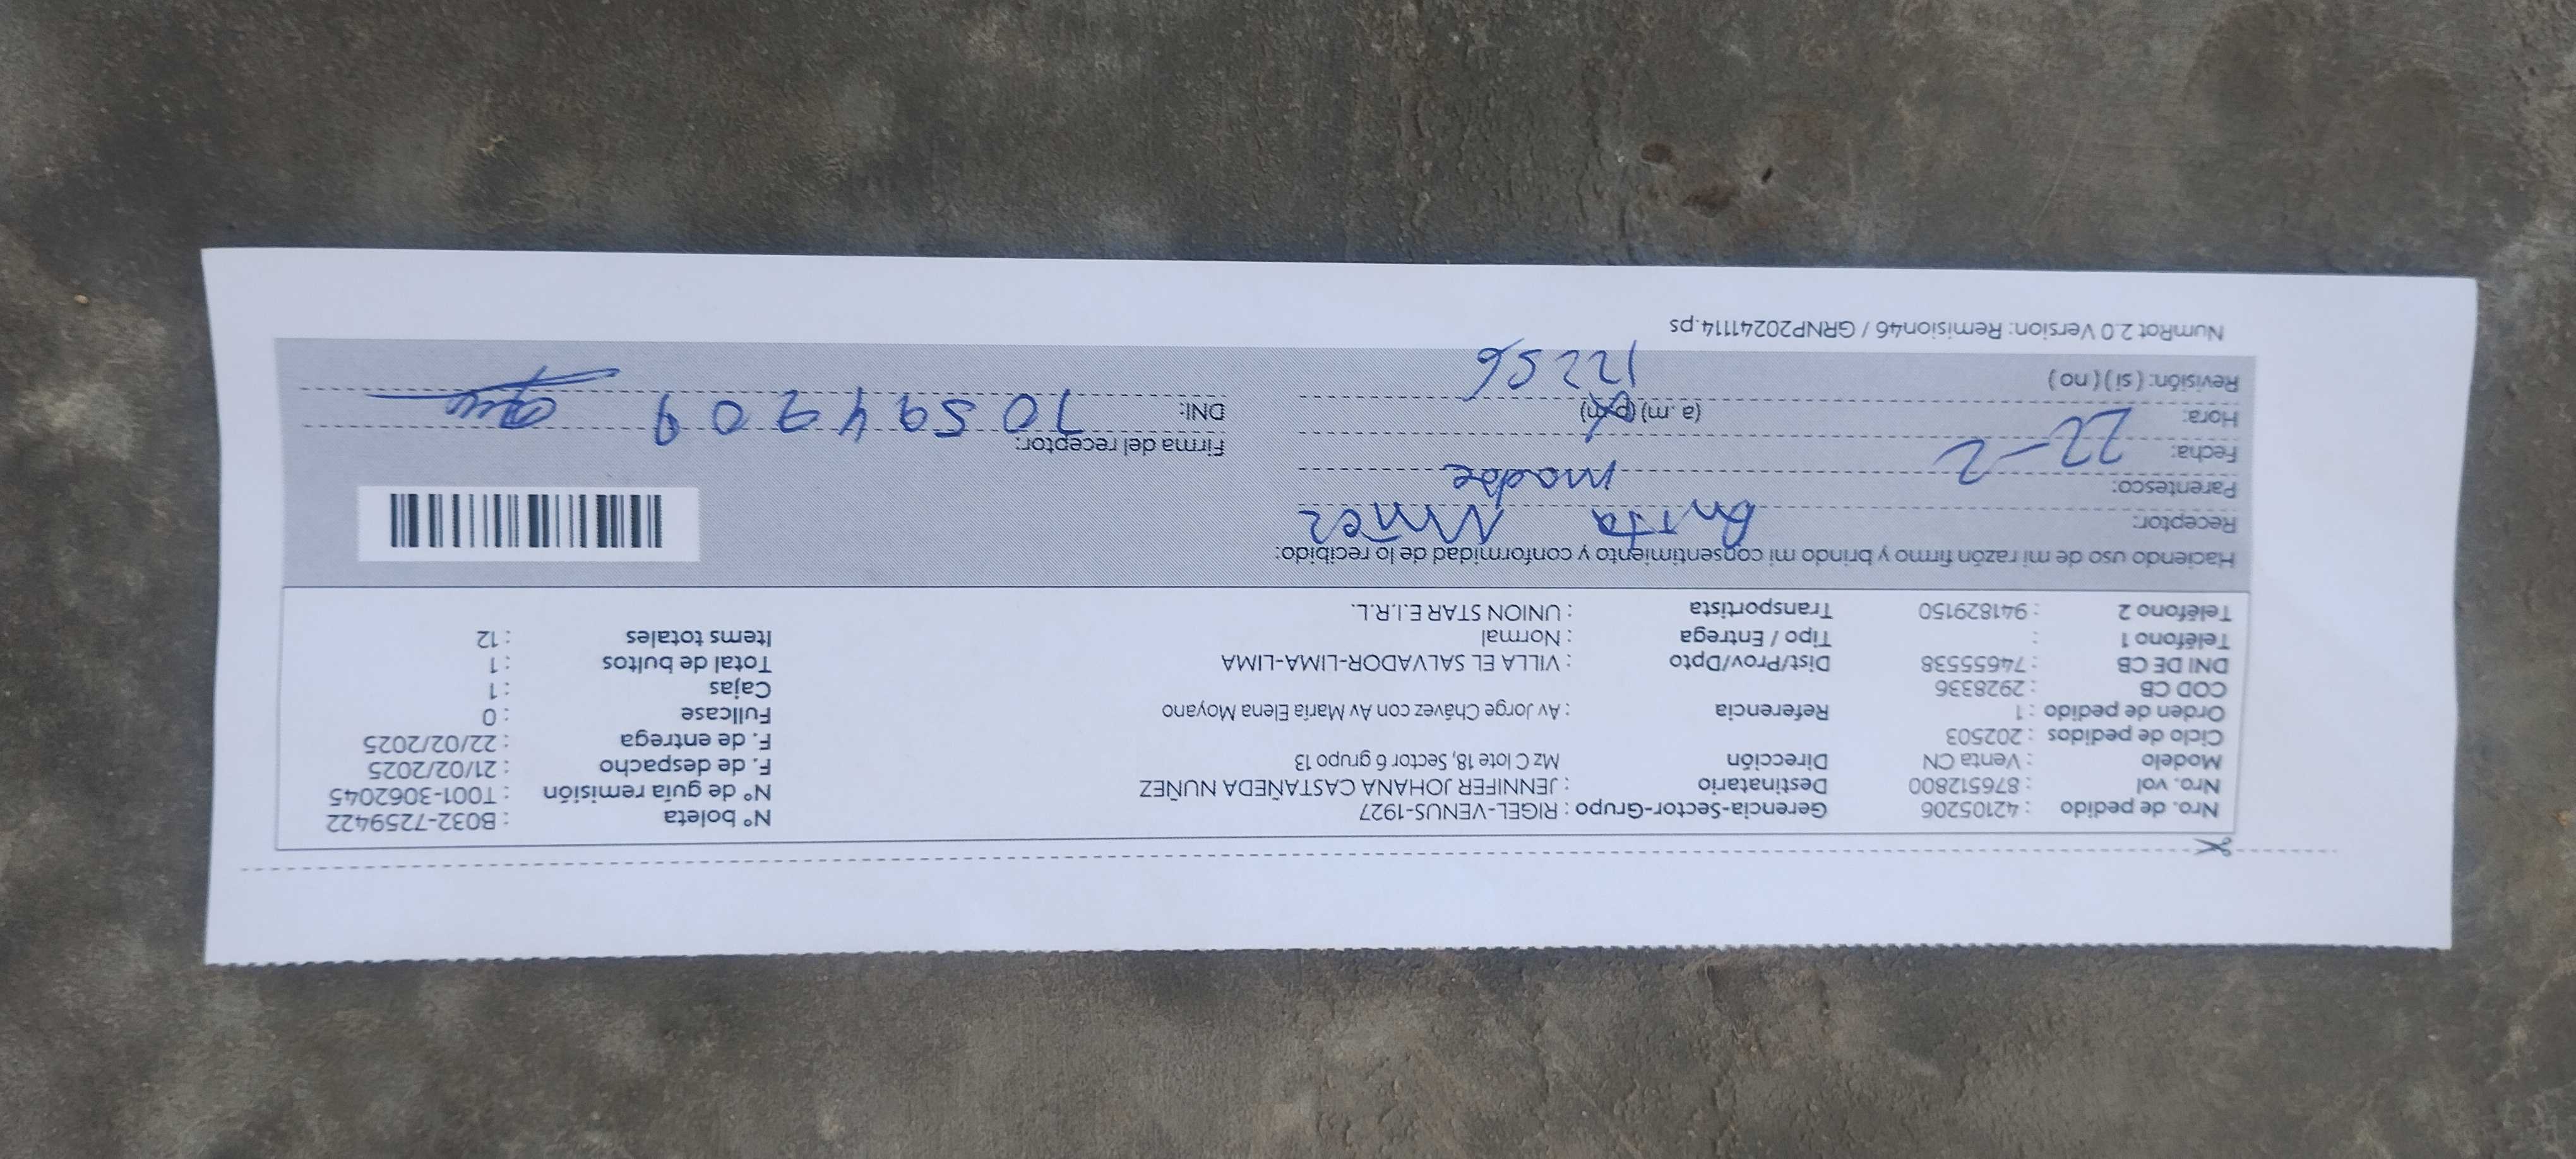 Nro. de pedido : 42105206 Gerencia-Sector-Grupo : RIGEL-VENUS-1927 N° boleta : B032-7259422
Nro. vol : 876512800 Destinatario : JENNIFER JOHANA CASTAÑEDA NUÑEZ N° de guía remisión : T001-3062045
Modelo : Venta CN Dirección Mz C lote 18, Sector 6 grupo 13 F. de despacho : 21/02/2025
Ciclo de pedidos : 202503 F. de entrega : 22/02/2025
Orden de pedido : 1 Referencia : Av Jorge Chávez con Av María Elena Moyano Fullcase : 0
COD CB : 2928336 Cajas : 1
DNI DE CB : 74655538 Dist/Prov/Dpto : VILLA EL SALVADOR-LIMA-LIMA Total de bultos : 1
Teléfono 1 : Tipo / Entrega : Normal Items totales : 12
Teléfono 2 : 941829150 Transportista : UNION STAR E.I.R.L.
Haciendo uso de mi razón firmo y brindo mi consentimiento y conformidad de lo recibido:
Receptor: Nuñez
Parentesco: madre
Fecha: 22-2 Firma del receptor:
Hora: (a. m) (p. m) DNI: 70594909
Revisión: ( si ) ( no ) 12256
NumRot 2.0 Version: Remision46 / GRNP20241114.ps